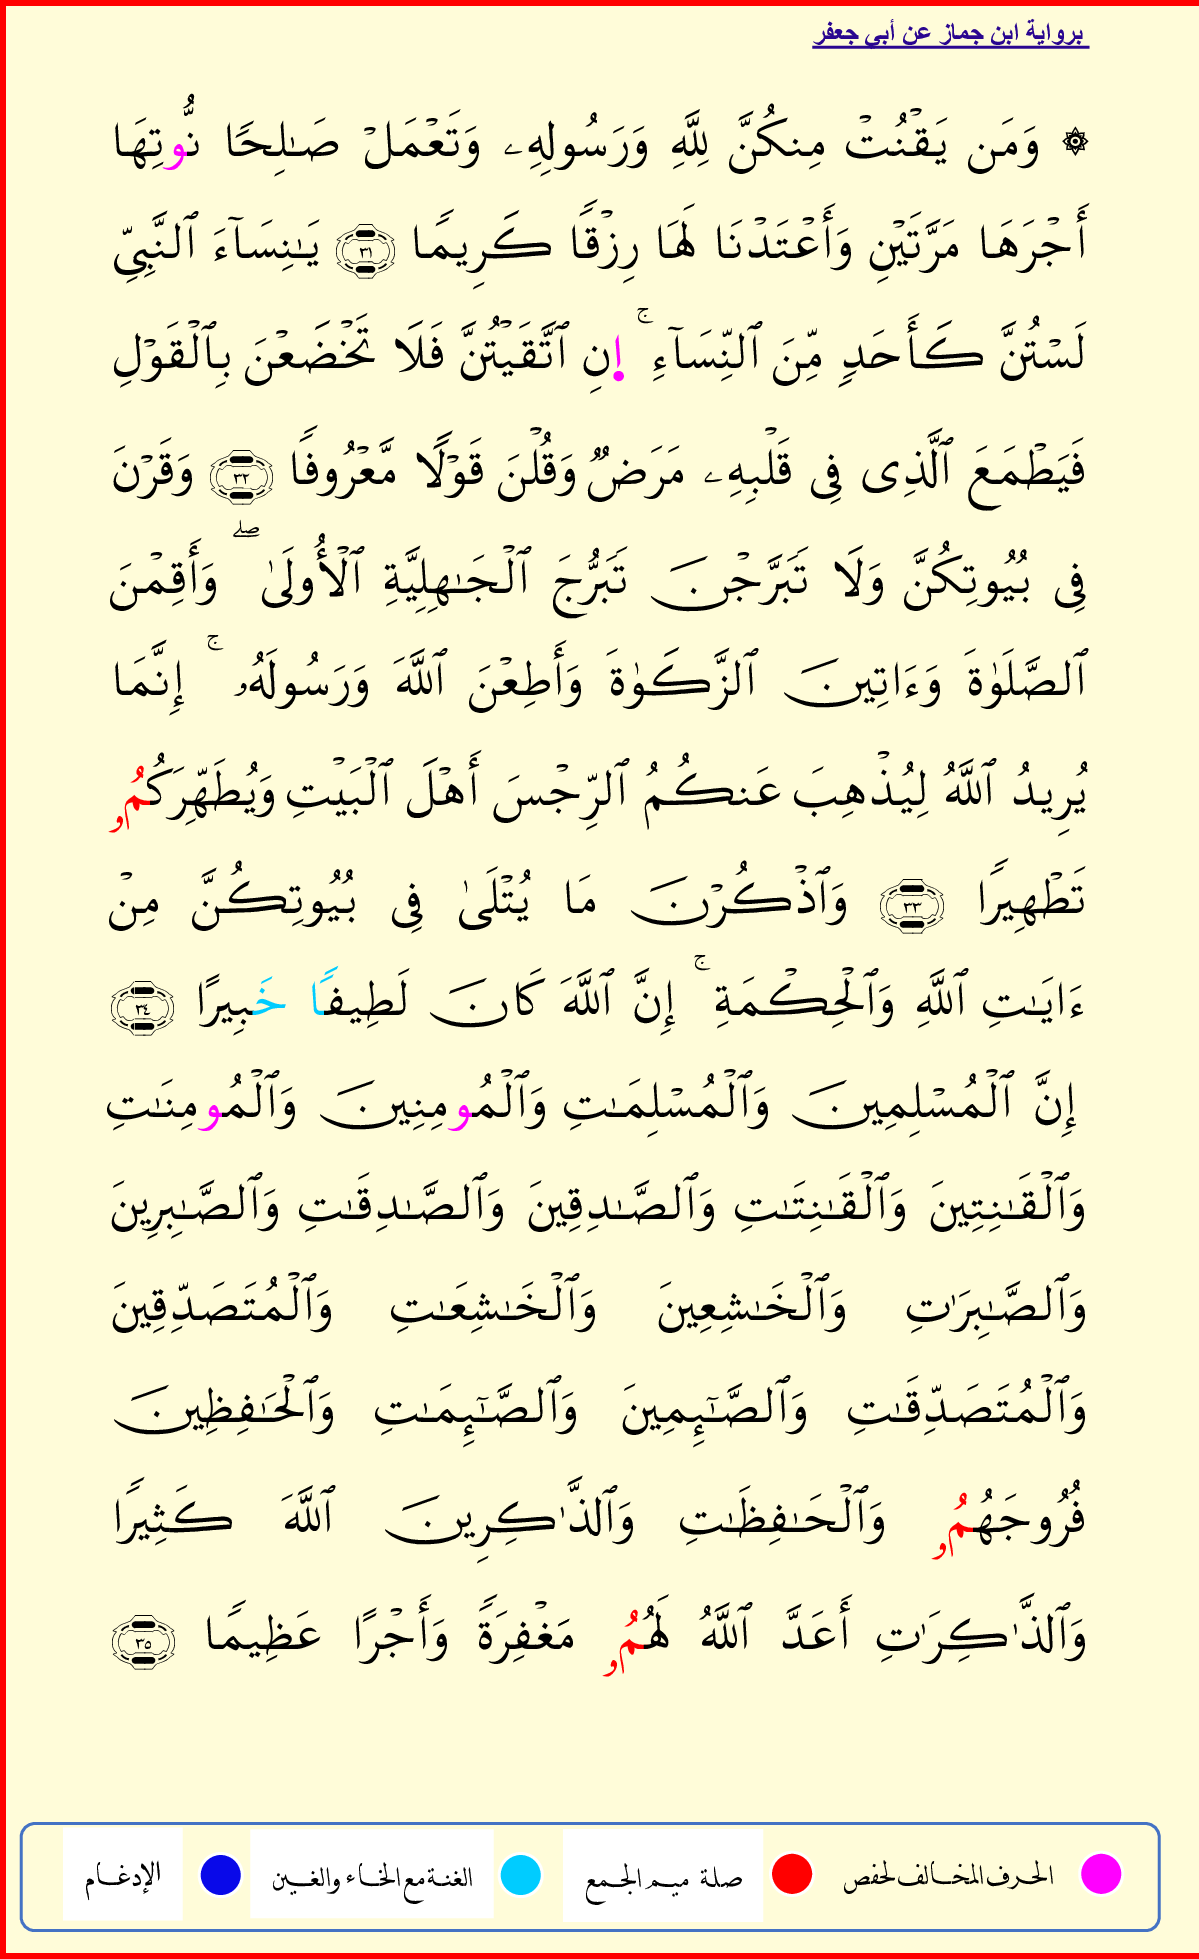 برواية ابن جماز عن أبي جعفر
۞ وَمَن يَقْنُتْ مِنكُنَّ لِلَّهِ وَرَسُولِهِۦ وَتَعْمَلْ صَـٰلِحًا نُّوتِهَا
أَجْرَهَا مَرَّتَيْنِ وَأَعْتَدْنَا لَهَا رِزْقًا كَرِيمًا ٣١ يَـٰنِسَآءَ ٱلنَّبِيِّ
لَسْتُنَّ كَأَحَدٍ مِّنَ ٱلنِّسَآءِ ۚ إِنِ ٱتَّقَيْتُنَّ فَلَا تَخْضَعْنَ بِٱلْقَوْلِ
فَيَطْمَعَ ٱلَّذِى فِى قَلْبِهِۦ مَرَضٌ وَقُلْنَ قَوْلًا مَّعْرُوفًا ٣٢ وَقَرْنَ
فِى بُيُوتِكُنَّ وَلَا تَبَرَّجْنَ تَبَرُّجَ ٱلْجَـٰهِلِيَّةِ ٱلْأُولَىٰ ۖ وَأَقِمْنَ
ٱلصَّلَوٰةَ وَءَاتِينَ ٱلزَّكَوٰةَ وَأَطِعْنَ ٱللَّهَ وَرَسُولَهُۥ ۚ إِنَّمَا
يُرِيدُ ٱللَّهُ لِيُذْهِبَ عَنكُمُ ٱلرِّجْسَ أَهْلَ ٱلْبَيْتِ وَيُطَهِّرَكُمُۥ
تَطْهِيرًا ٣٣ وَٱذْكُرْنَ مَا يُتْلَىٰ فِى بُيُوتِكُنَّ مِنْ
ءَايَـٰتِ ٱللَّهِ وَٱلْحِكْمَةِ ۚ إِنَّ ٱللَّهَ كَانَ لَطِيفًا خَبِيرًا ٣٤
إِنَّ ٱلْمُسْلِمِينَ وَٱلْمُسْلِمَـٰتِ وَٱلْمُومِنِينَ وَٱلْمُومِنَـٰتِ
وَٱلْقَـٰنِتِينَ وَٱلْقَـٰنِتَـٰتِ وَٱلصَّـٰدِقِينَ وَٱلصَّـٰدِقَـٰتِ وَٱلصَّـٰبِرِينَ
وَٱلصَّـٰبِرَٰتِ وَٱلْخَـٰشِعِينَ وَٱلْخَـٰشِعَـٰتِ وَٱلْمُتَصَدِّقِينَ
وَٱلْمُتَصَدِّقَـٰتِ وَٱلصَّـٰٓئِمِينَ وَٱلصَّـٰٓئِمَـٰتِ وَٱلْحَـٰفِظِينَ
فُرُوجَهُمُۥ وَٱلْحَـٰفِظَـٰتِ وَٱلذَّٰكِرِينَ ٱللَّهَ كَثِيرًا
وَٱلذَّٰكِرَٰتِ أَعَدَّ ٱللَّهُ لَهُمُۥ مَغْفِرَةً وَأَجْرًا عَظِيمًا ٣٥
الحرف المخالف لحفص صلة ميم الجمع الغنة مع الخاء والغين الإدغام